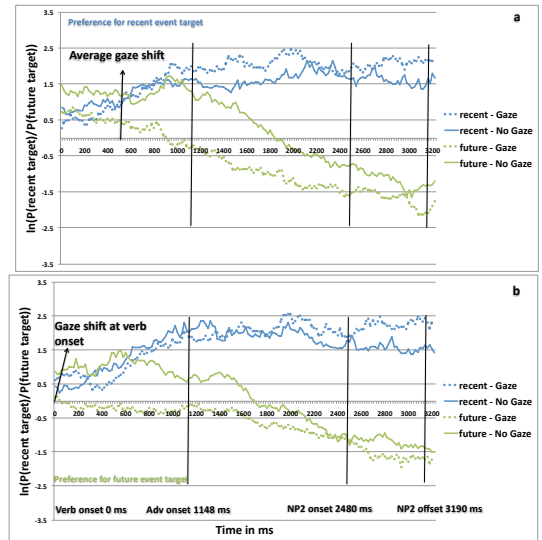 a
Preference for recent event target
Average gaze shift
ln(P(recent target)/P(future target))
3.5
2.5
1.5
0.5
-0.5
-1.5
-2.5
-3.5
0 200 400 600 800 1000 1200 1400 1600 1800 2000 2200 2400 2600 2800 3000 3200
recent - Gaze
recent - No Gaze
future - Gaze
future - No Gaze
b
Gaze shift at verb
onset
ln(P(recent target)/P(future target))
3.5
2.5
1.5
0.5
-0.5
-1.5
-2.5
-3.5
0 200 400 600 800 1000 1200 1400 1600 1800 2000 2200 2400 2600 2800 3000 3200
recent - Gaze
recent - No Gaze
future - Gaze
future - No Gaze
Preference for future event target
Verb onset 0 ms Adv onset 1148 ms NP2 onset 2480 ms NP2 offset 3190 ms
Time in ms